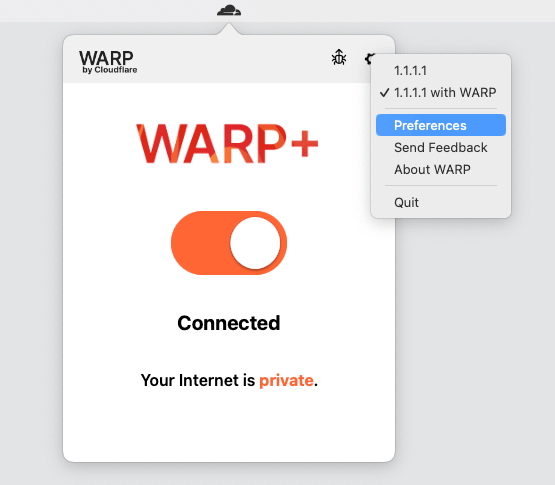 WARP
by Cloudflare
WARP+
Connected
Your Internet is private.
1.1.1.1
✓ 1.1.1.1 with WARP
Preferences
Send Feedback
About WARP
Quit